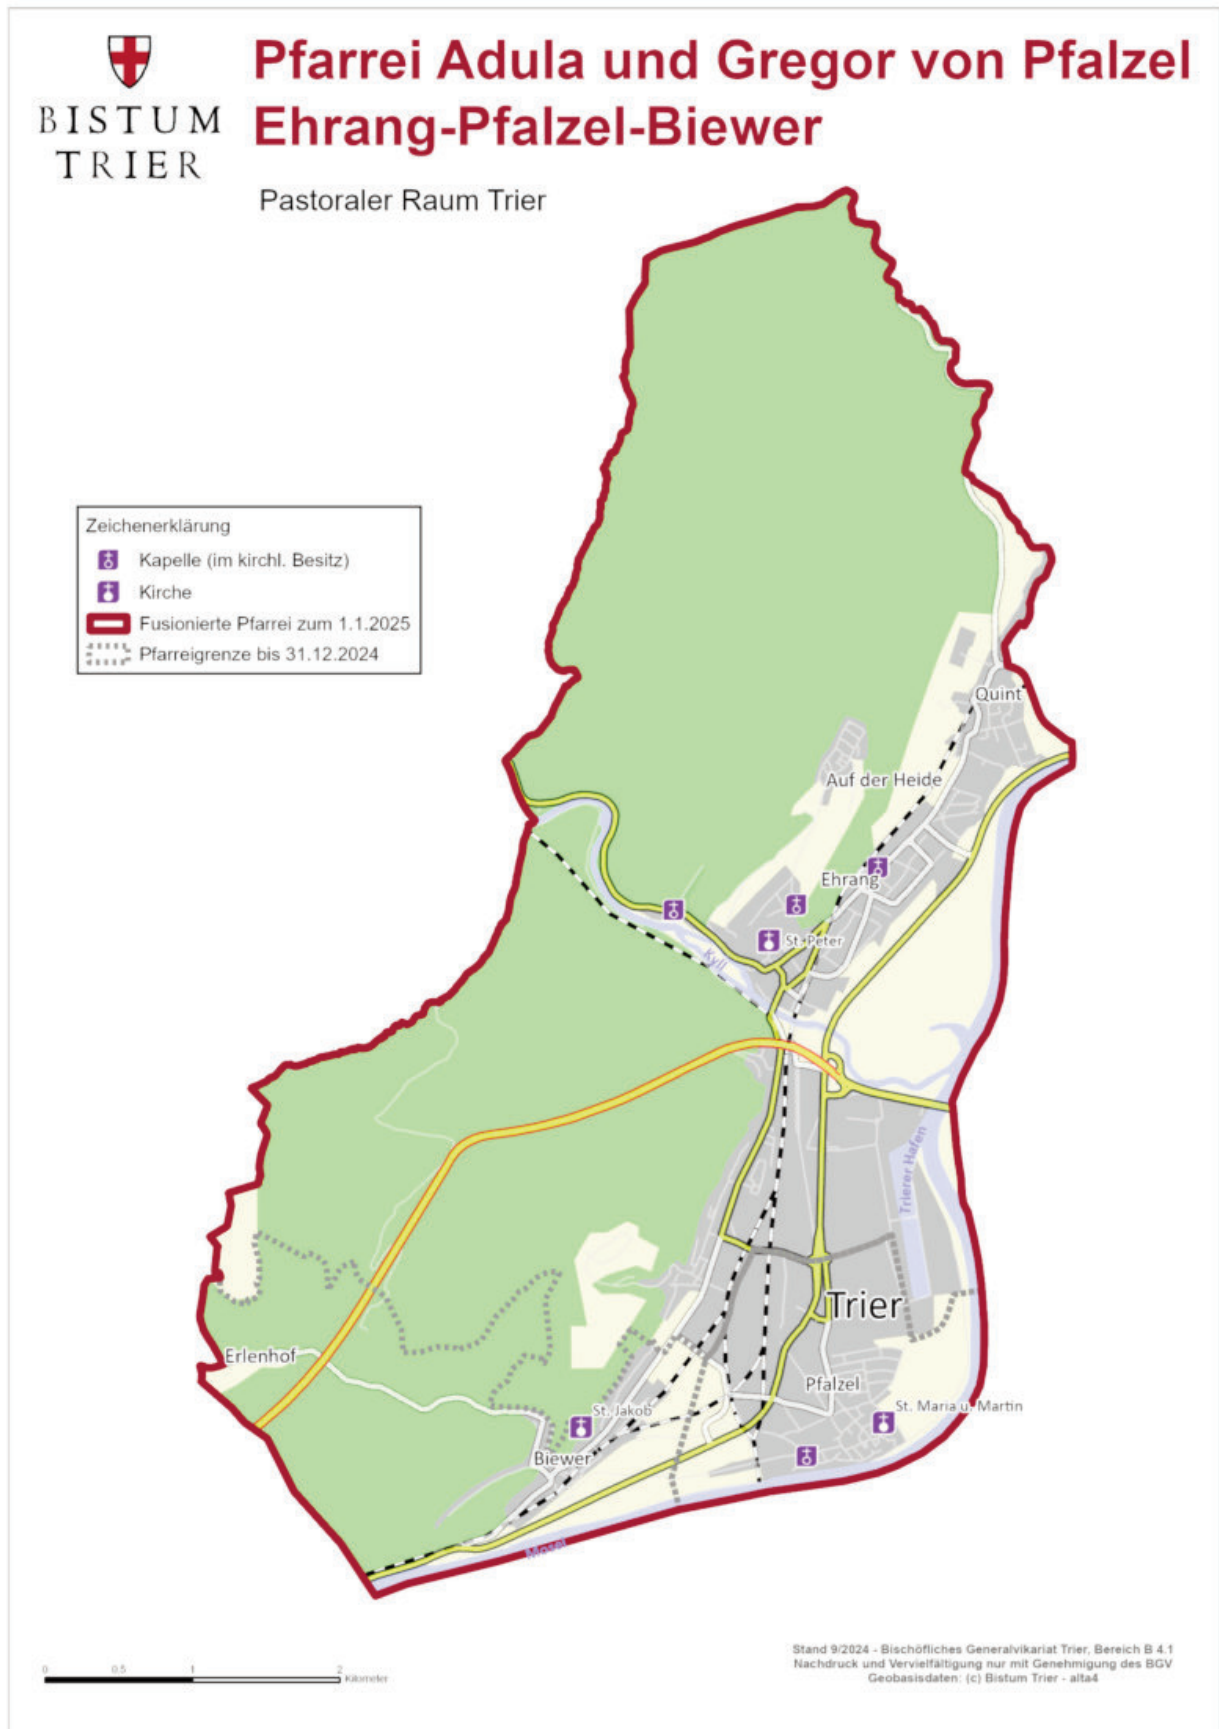 BISTUM
TRIER
Pfarrei Adula und Gregor von Pfalzel
Ehrang-Pfalzel-Biewer
Pastoraler Raum Trier
Zeichenerklärung
Kapelle (im kirchl. Besitz)
Kirche
Fusionierte Pfarrei zum 1.1.2025
Pfarreigrenze bis 31.12.2024
Quint
Auf der Heide
Ehrang
St. Peter
Kyll
Trierer Hafen
Trier
Erlenhof
Pfalzel
St. Maria u. Martin
St. Jakob
Biewer
Mosel
0 0,5 1 2
Kilometer
Stand 9/2024 - Bischöfliches Generalvikariat Trier, Bereich B 4.1
Nachdruck und Vervielfältigung nur mit Genehmigung des BGV
Geobasisdaten: (c) Bistum Trier - alta4